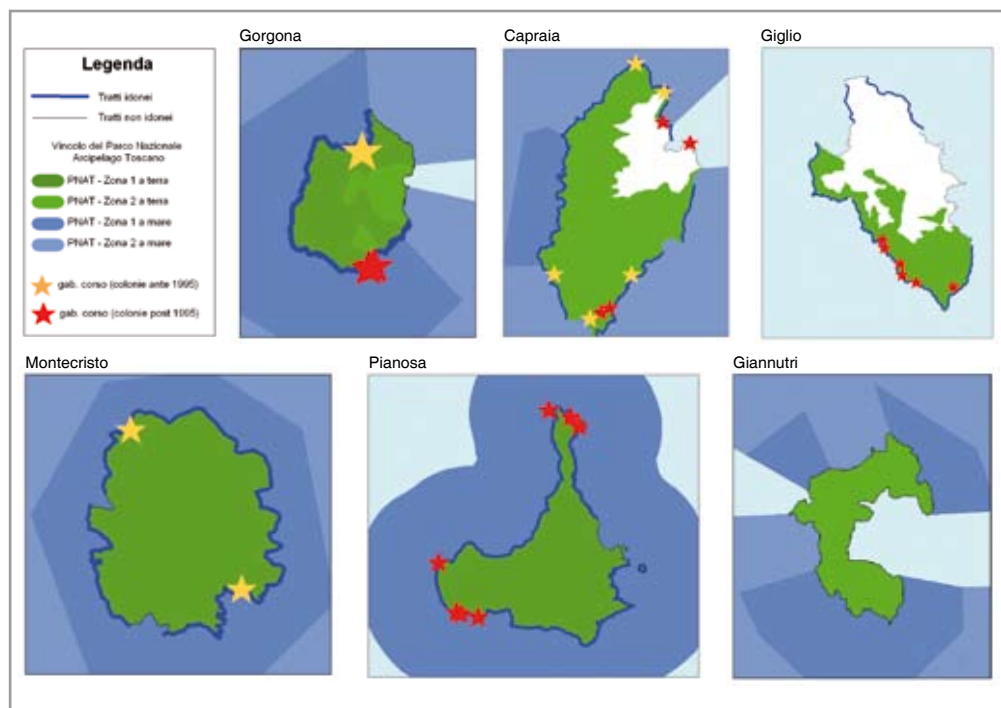 Gorgona
Capraia
Giglio
Legenda
Tratti idonei
Tratti non idonei
Vincolo del Parco Nazionale
Arcipelago Toscano
PNAT - Zona 1 a terra
PNAT - Zona 2 a terra
PNAT - Zona 1 a mare
PNAT - Zona 2 a mare
gab. corso (colonie ante 1995)
gab. corso (colonie post 1995)
Montecristo
Pianosa
Giannutri